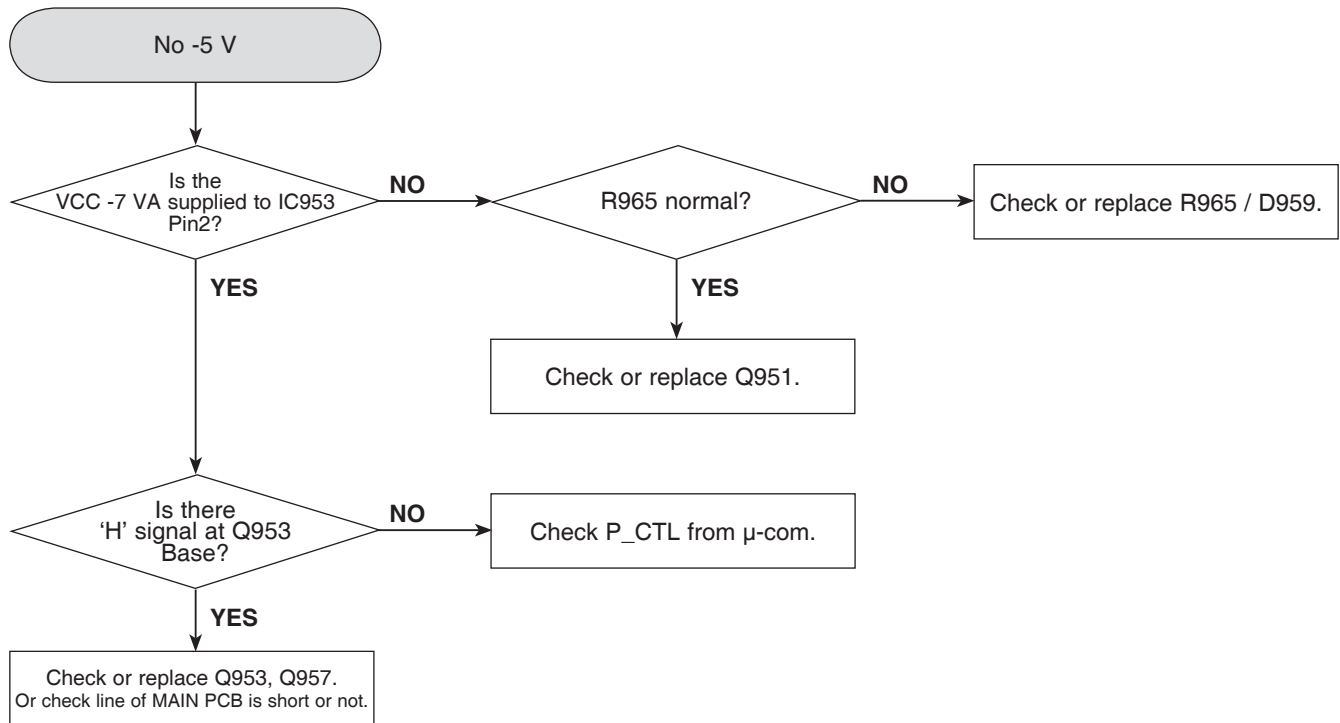 No -5 V
Is the
VCC -7 VA supplied to IC953
Pin2?
NO
R965 normal?
NO
Check or replace R965 / D959.
YES
YES
Check or replace Q951.
Is there
‘H’ signal at Q953
Base?
NO
Check P_CTL from µ-com.
YES
Check or replace Q953, Q957.
Or check line of MAIN PCB is short or not.